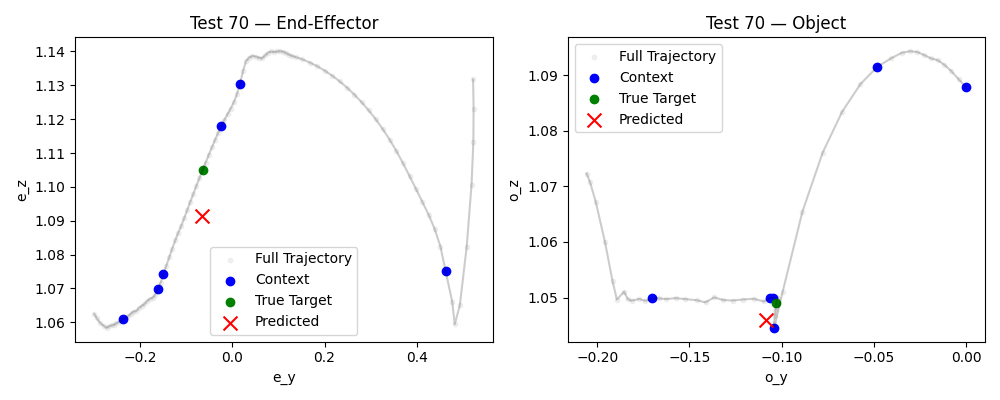 Test 70 — End-Effector
1.14
1.13
1.12
1.11
1.10
1.09
1.08
1.07
1.06
e_z
−0.2
0.0
0.2
0.4
e_y
Full Trajectory
Context
True Target
Predicted
Test 70 — Object
1.09
1.08
1.07
1.06
1.05
o_z
−0.20
−0.15
−0.10
−0.05
0.00
o_y
Full Trajectory
Context
True Target
Predicted